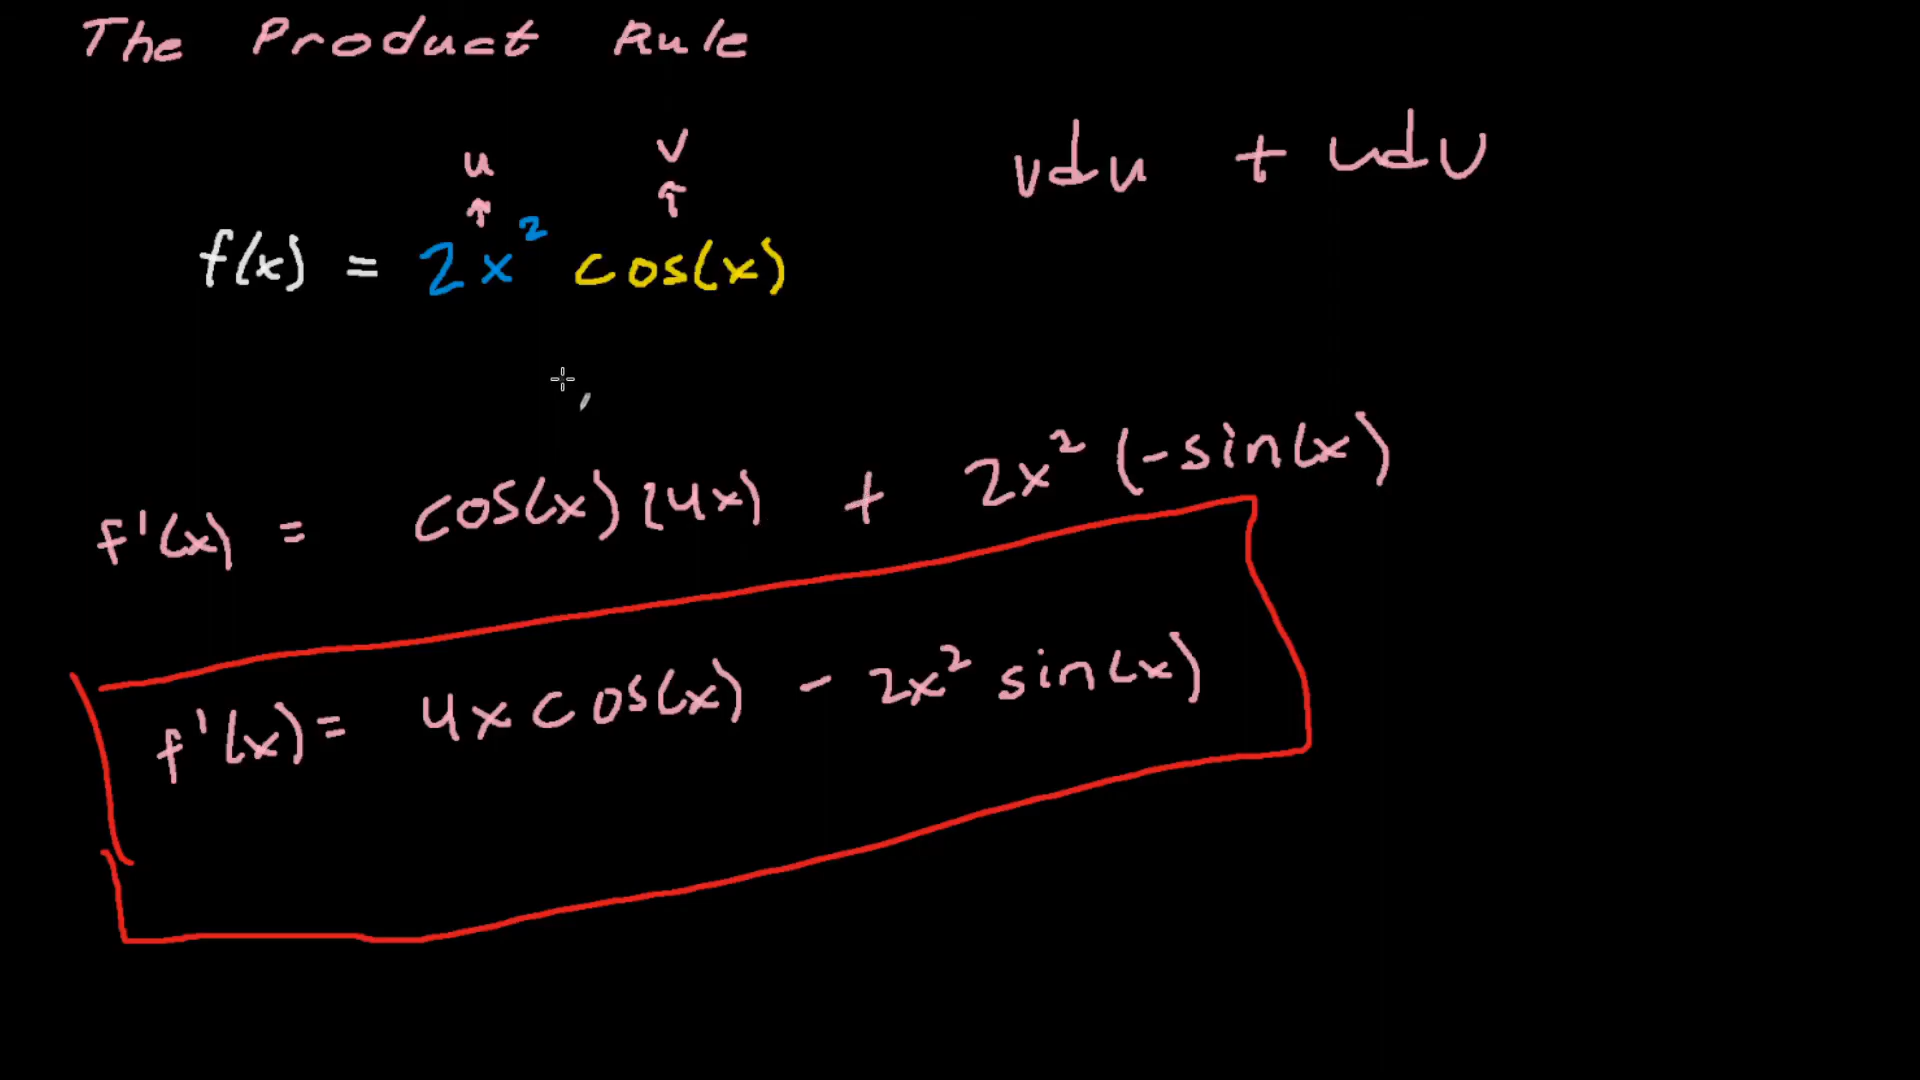 The Product Rule
u v
vdu + udv
f(x) = 2x² cos(x)
f'(x) = cos(x)(4x) + 2x² (-sin(x)
f'(x) = 4x cos(x) - 2x² sin(x)